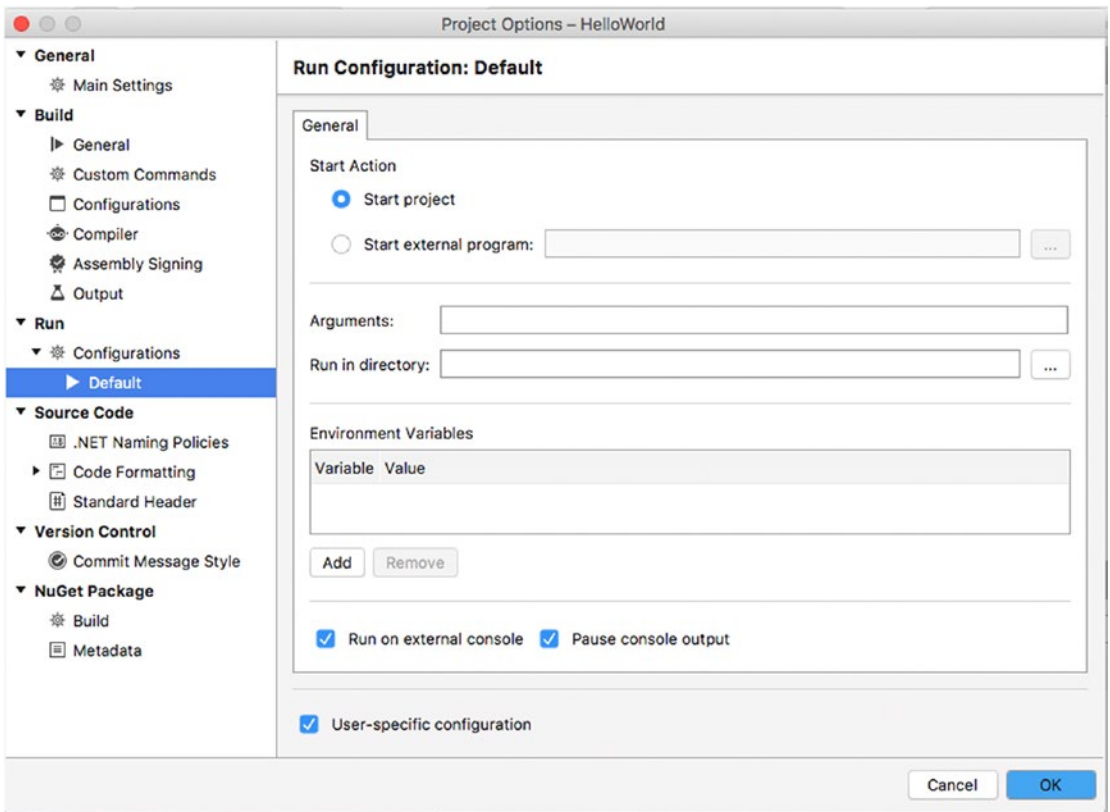 Project Options – HelloWorld
General
Main Settings
Build
General
Custom Commands
Configurations
Compiler
Assembly Signing
Output
Run
Configurations
Default
Source Code
.NET Naming Policies
Code Formatting
Standard Header
Version Control
Commit Message Style
NuGet Package
Build
Metadata
Run Configuration: Default
General
Start Action
Start project
Start external program: ...
Arguments:
Run in directory: ...
Environment Variables
Variable Value
Add Remove
Run on external console Pause console output
User-specific configuration
Cancel OK